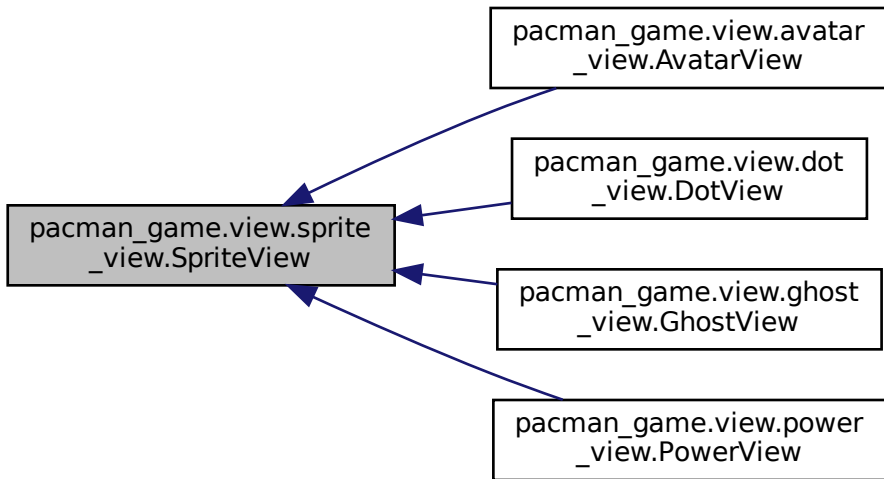 pacman_game.view.avatar
_view.AvatarView
pacman_game.view.dot
_view.DotView
pacman_game.view.sprite
_view.SpriteView
pacman_game.view.ghost
_view.GhostView
pacman_game.view.power
_view.PowerView